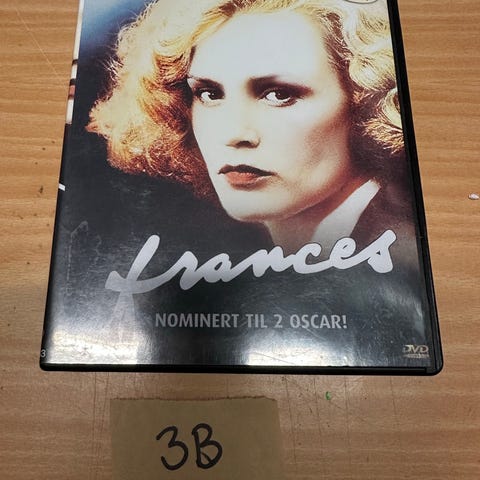 frances
NOMINERT TIL 2 OSCAR!
DVD
3B